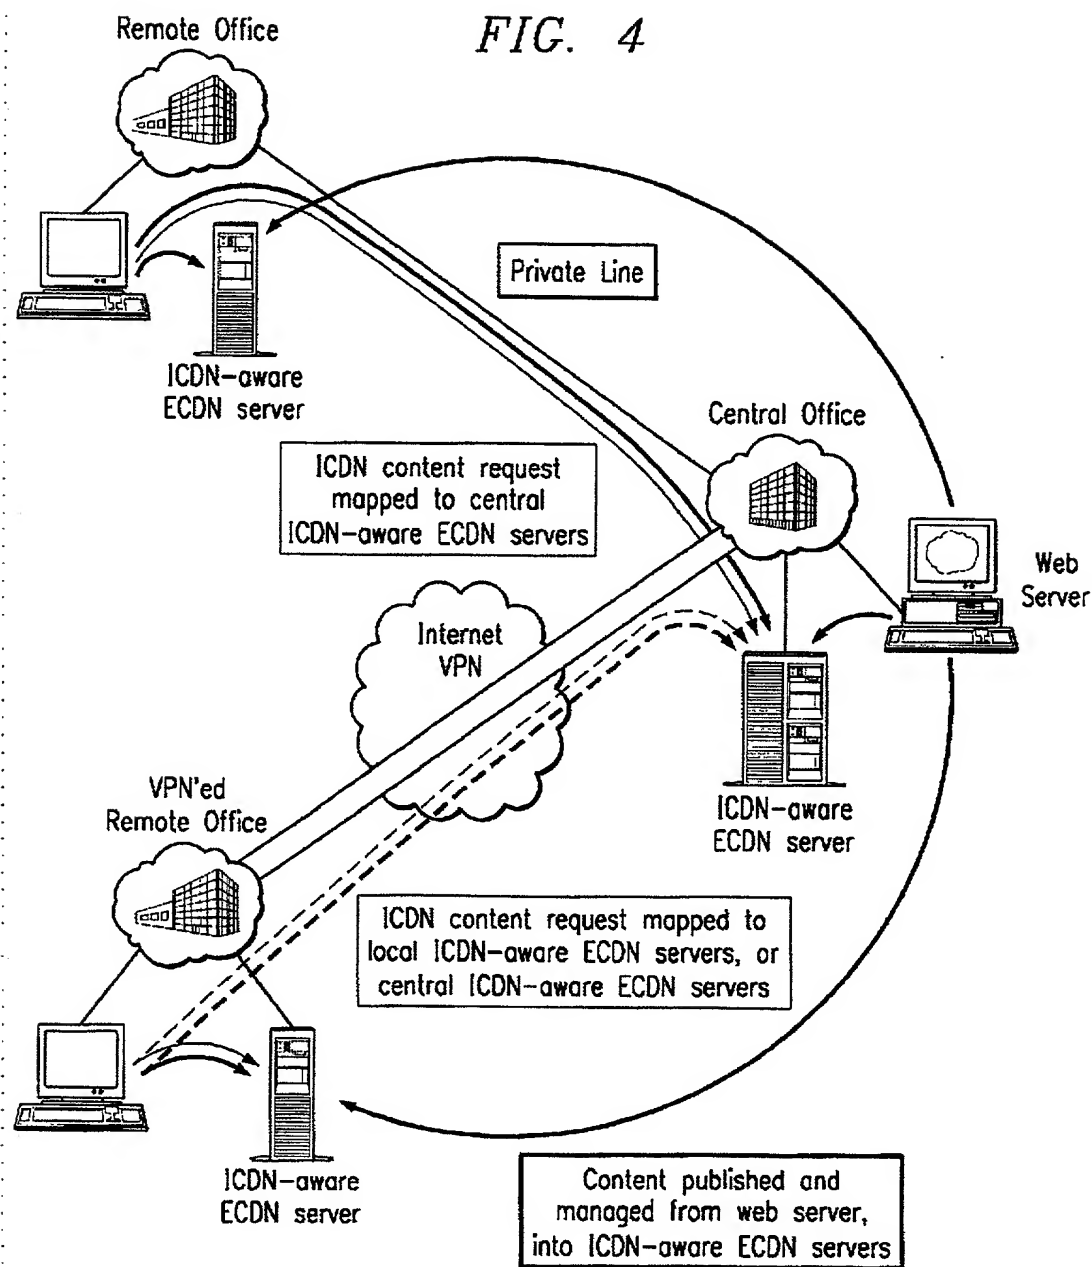 FIG. 4
Remote Office
Private Line
ICDN-aware
ECDN server
Central Office
ICDN content request
mapped to central
ICDN-aware ECDN servers
Web
Server
Internet
VPN
ICDN-aware
ECDN server
VPN'ed
Remote Office
ICDN content request mapped to
local ICDN-aware ECDN servers, or
central ICDN-aware ECDN servers
ICDN-aware
ECDN server
Content published and
managed from web server,
into ICDN-aware ECDN servers